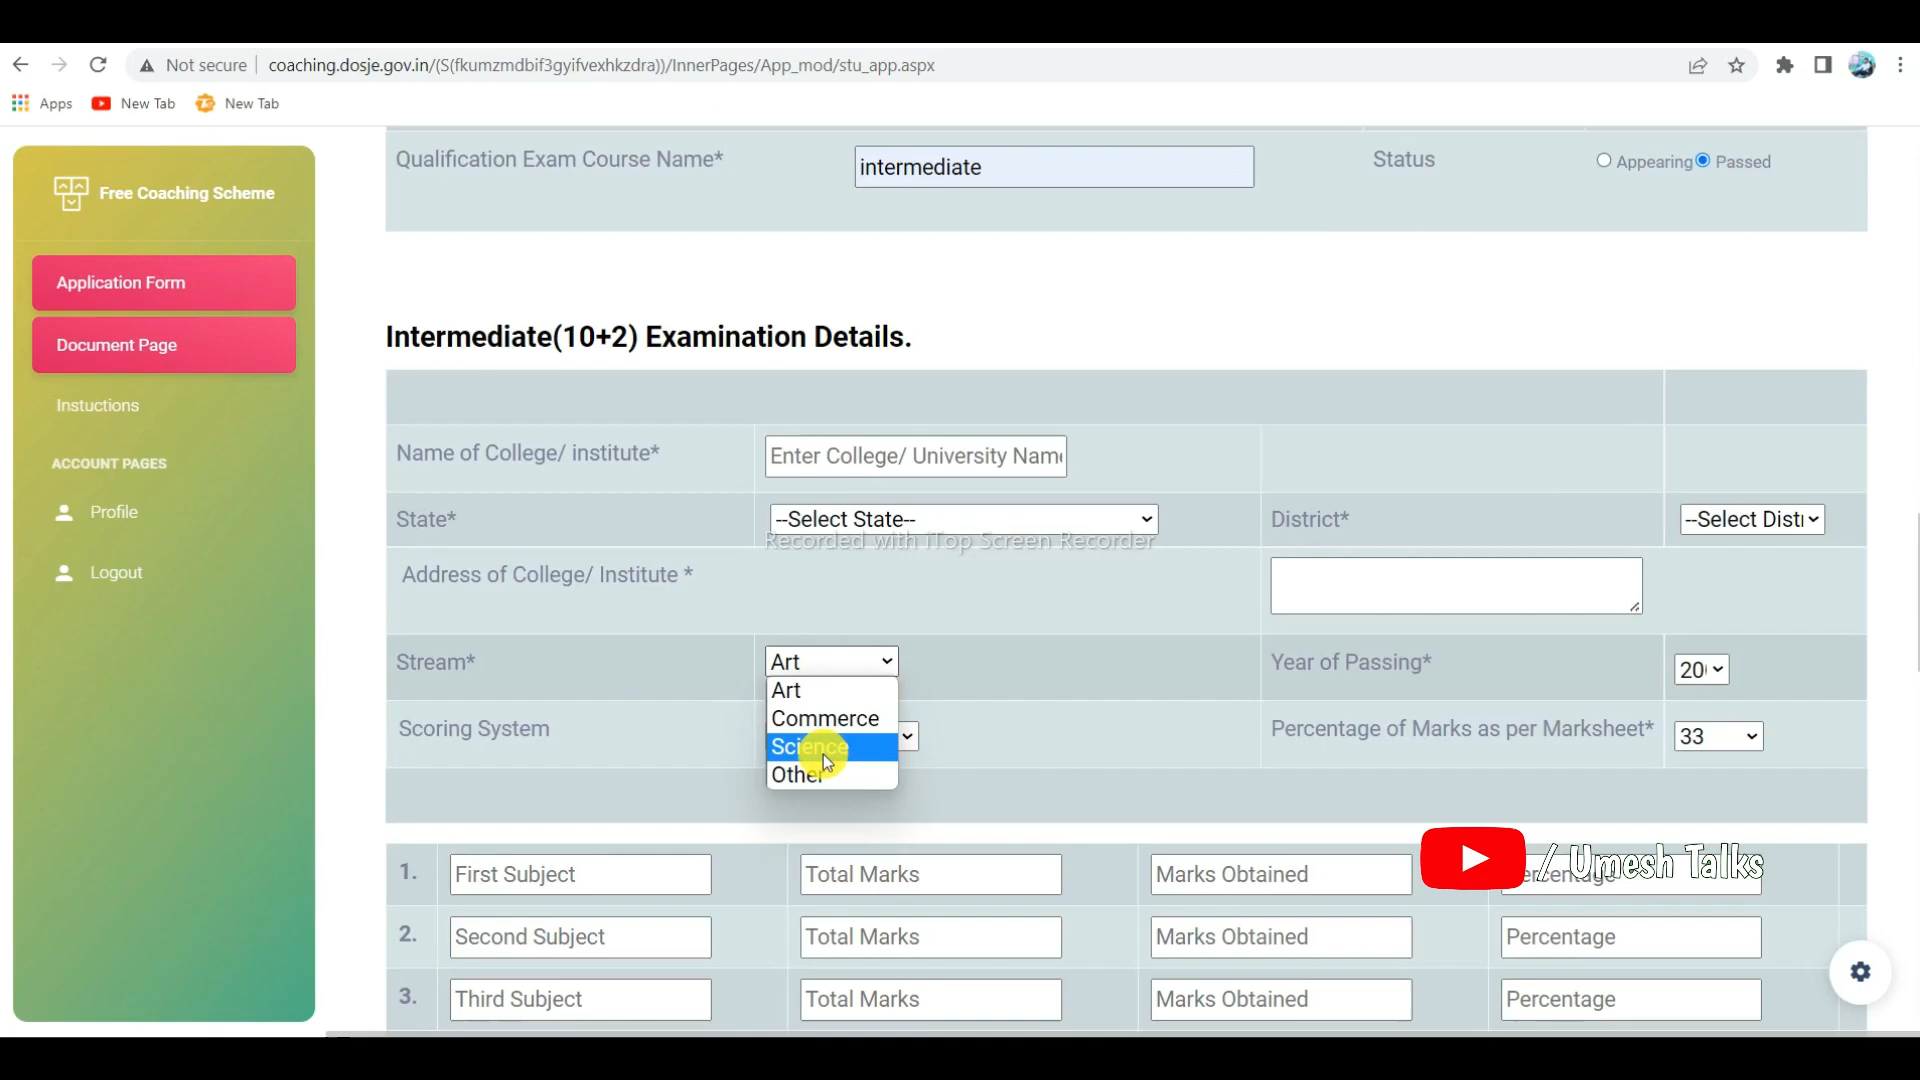 Not secure
coaching.dosje.gov.in/(S(fkumzmdbif3gyifvexhkzdra))/InnerPages/App_mod/stu_app.aspx
Apps
New Tab
New Tab
Free Coaching Scheme
Application Form
Document Page
Instuctions
ACCOUNT PAGES
Profile
Logout
Qualification Exam Course Name*
intermediate
Status
Appearing
Passed
Intermediate(10+2) Examination Details.
Name of College/ institute*
Enter College/ University Nam
State*
--Select State--
District*
--Select Distr
Recorded with iTop Screen Recorder
Address of College/ Institute *
Stream*
Art
Art
Commerce
Science
Other
Year of Passing*
20
Scoring System
Percentage of Marks as per Marksheet*
33
1.
First Subject
Total Marks
Marks Obtained
/ Umesh Talks
2.
Second Subject
Total Marks
Marks Obtained
Percentage
3.
Third Subject
Total Marks
Marks Obtained
Percentage